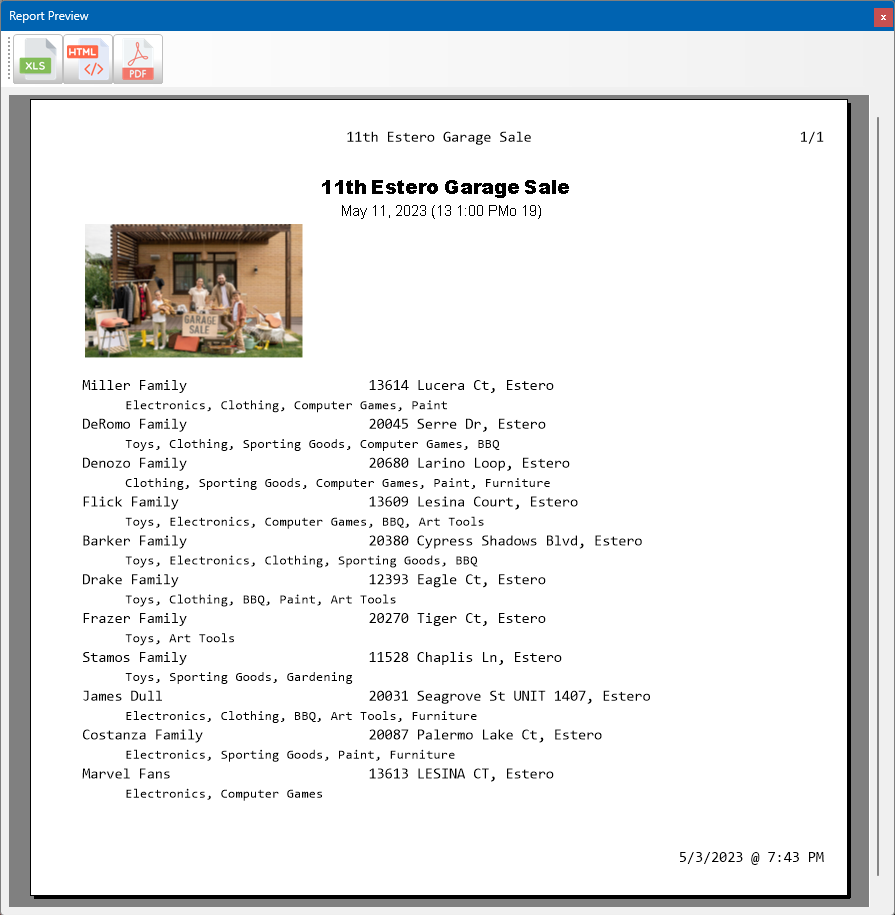 Report Preview
x
XLS
HTML
</>
PDF
11th Estero Garage Sale 1/1
11th Estero Garage Sale
May 11, 2023 (13 1:00 PMo 19)
GARAGE
SALE
Miller Family 13614 Lucera Ct, Estero
Electronics, Clothing, Computer Games, Paint
DeRomo Family 20045 Serre Dr, Estero
Toys, Clothing, Sporting Goods, Computer Games, BBQ
Denozo Family 20680 Larino Loop, Estero
Clothing, Sporting Goods, Computer Games, Paint, Furniture
Flick Family 13609 Lesina Court, Estero
Toys, Electronics, Computer Games, BBQ, Art Tools
Barker Family 20380 Cypress Shadows Blvd, Estero
Toys, Electronics, Clothing, Sporting Goods, BBQ
Drake Family 12393 Eagle Ct, Estero
Toys, Clothing, BBQ, Paint, Art Tools
Frazer Family 20270 Tiger Ct, Estero
Toys, Art Tools
Stamos Family 11528 Chaplis Ln, Estero
Toys, Sporting Goods, Gardening
James Dull 20031 Seagrove St UNIT 1407, Estero
Electronics, Clothing, BBQ, Art Tools, Furniture
Costanza Family 20087 Palermo Lake Ct, Estero
Electronics, Sporting Goods, Paint, Furniture
Marvel Fans 13613 LESINA CT, Estero
Electronics, Computer Games
5/3/2023 @ 7:43 PM